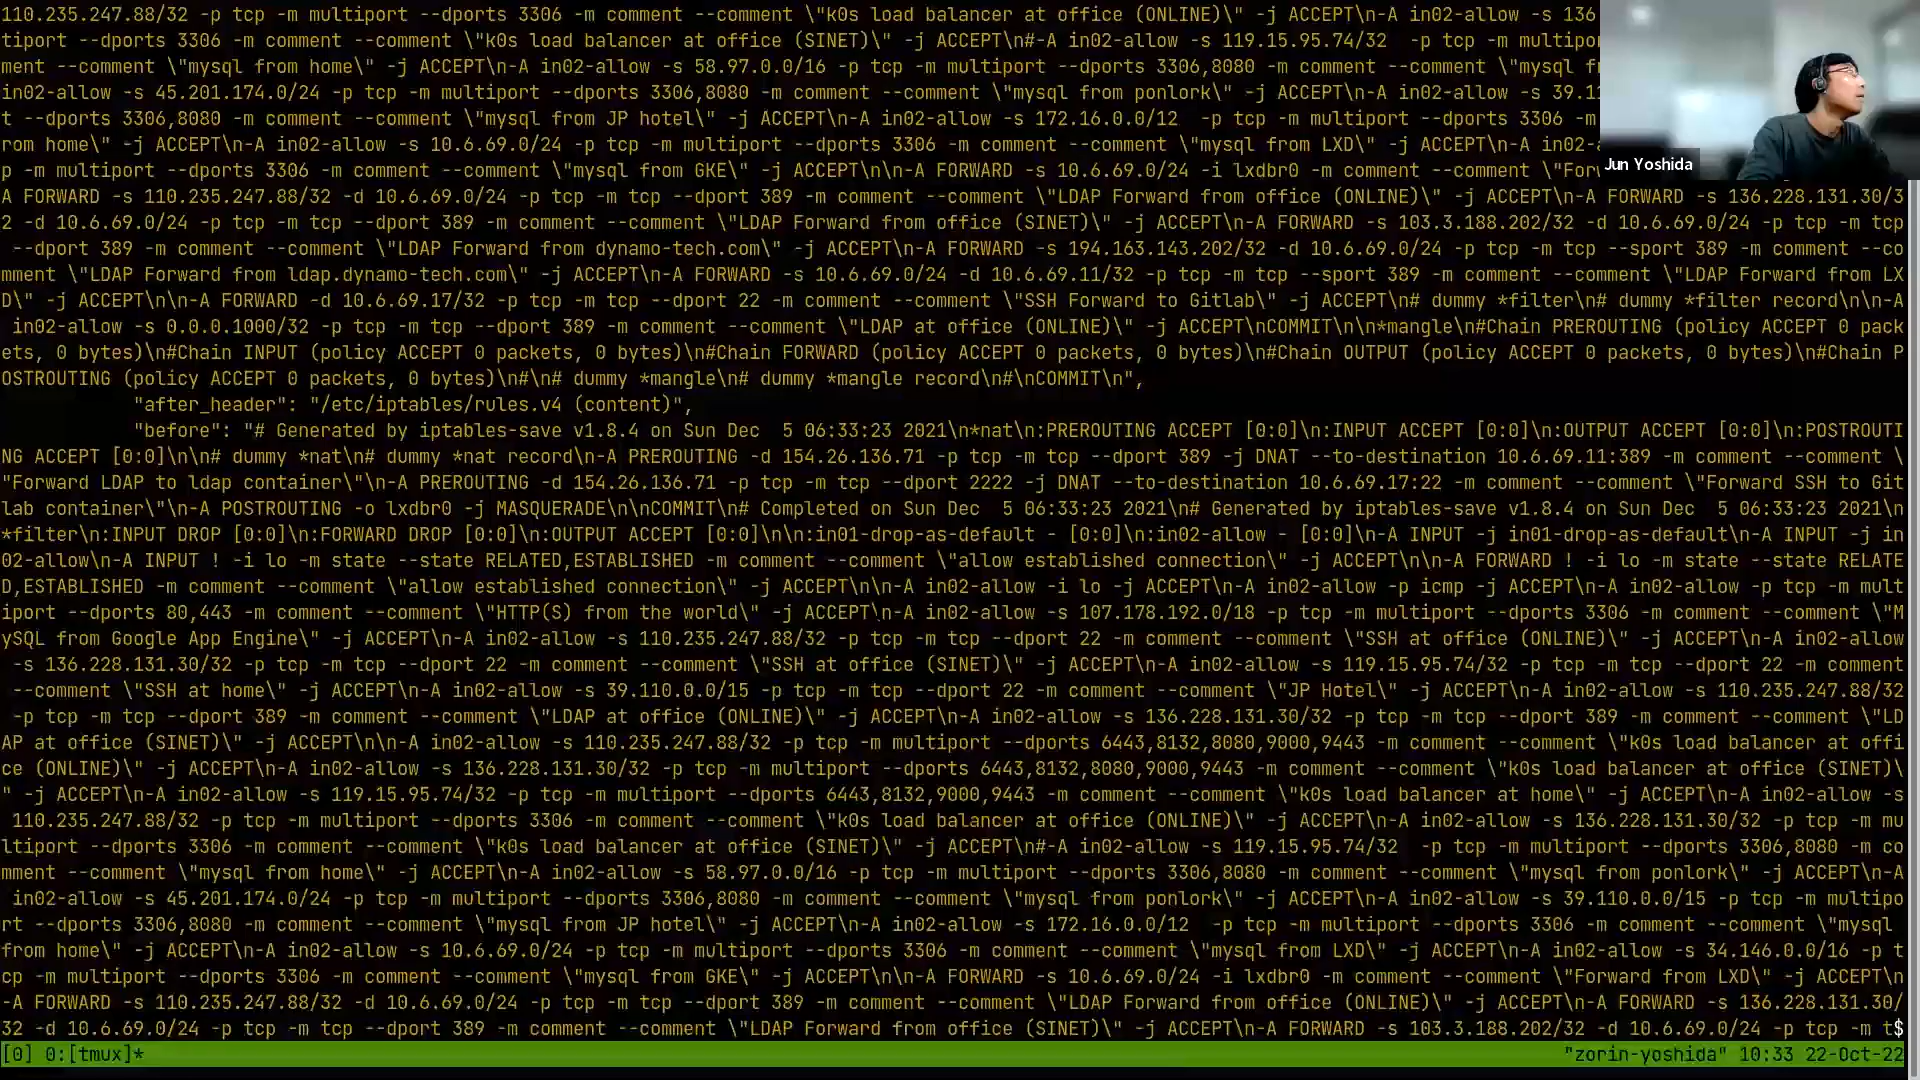 110.235.247.88/32 -p tcp -m multiport --dports 3306 -m comment --comment \"k0s load balancer at office (ONLINE)\" -j ACCEPT\n-A in02-allow -s 136
tiport --dports 3306 -m comment --comment \"k0s load balancer at office (SINET)\" -j ACCEPT\n#-A in02-allow -s 119.15.95.74/32  -p tcp -m multipo
ment --comment \"mysql from home\" -j ACCEPT\n-A in02-allow -s 58.97.0.0/16 -p tcp -m multiport --dports 3306,8080 -m comment --comment \"mysql f
in02-allow -s 45.201.174.0/24 -p tcp -m multiport --dports 3306,8080 -m comment --comment \"mysql from ponlork\" -j ACCEPT\n-A in02-allow -s 39.1
t --dports 3306,8080 -m comment --comment \"mysql from JP hotel\" -j ACCEPT\n-A in02-allow -s 172.16.0.0/12  -p tcp -m multiport --dports 3306 -m
rom home\" -j ACCEPT\n-A in02-allow -s 10.6.69.0/24 -p tcp -m multiport --dports 3306 -m comment --comment \"mysql from LXD\" -j ACCEPT\n-A in02-
p -m multiport --dports 3306 -m comment --comment \"mysql from GKE\" -j ACCEPT\n\n-A FORWARD -s 10.6.69.0/24 -i lxdbr0 -m comment --comment \"For
Jun Yoshida
A FORWARD -s 110.235.247.88/32 -d 10.6.69.0/24 -p tcp -m tcp --dport 389 -m comment --comment \"LDAP Forward from office (ONLINE)\" -j ACCEPT\n-A FORWARD -s 136.228.131.30/3
2 -d 10.6.69.0/24 -p tcp -m tcp --dport 389 -m comment --comment \"LDAP Forward from office (SINET)\" -j ACCEPT\n-A FORWARD -s 103.3.188.202/32 -d 10.6.69.0/24 -p tcp -m tcp
--dport 389 -m comment --comment \"LDAP Forward from dynamo-tech.com\" -j ACCEPT\n-A FORWARD -s 194.163.143.202/32 -d 10.6.69.0/24 -p tcp -m tcp --sport 389 -m comment --co
mment \"LDAP Forward from ldap.dynamo-tech.com\" -j ACCEPT\n-A FORWARD -s 10.6.69.0/24 -d 10.6.69.11/32 -p tcp -m tcp --sport 389 -m comment --comment \"LDAP Forward from LX
D\" -j ACCEPT\n\n-A FORWARD -d 10.6.69.17/32 -p tcp -m tcp --dport 22 -m comment --comment \"SSH Forward to Gitlab\" -j ACCEPT\n# dummy *filter\n# dummy *filter record\n\n-A
in02-allow -s 0.0.0.1000/32 -p tcp -m tcp --dport 389 -m comment --comment \"LDAP at office (ONLINE)\" -j ACCEPT\nCOMMIT\n\n*mangle\n#Chain PREROUTING (policy ACCEPT 0 pack
ets, 0 bytes)\n#Chain INPUT (policy ACCEPT 0 packets, 0 bytes)\n#Chain FORWARD (policy ACCEPT 0 packets, 0 bytes)\n#Chain OUTPUT (policy ACCEPT 0 packets, 0 bytes)\n#Chain P
OSTROUTING (policy ACCEPT 0 packets, 0 bytes)\n#\n# dummy *mangle\n# dummy *mangle record\n#\nCOMMIT\n",
"after_header": "/etc/iptables/rules.v4 (content)",
"before": "# Generated by iptables-save v1.8.4 on Sun Dec  5 06:33:23 2021\n*nat\n:PREROUTING ACCEPT [0:0]\n:INPUT ACCEPT [0:0]\n:OUTPUT ACCEPT [0:0]\n:POSTROUTI
NG ACCEPT [0:0]\n\n# dummy *nat\n# dummy *nat record\n-A PREROUTING -d 154.26.136.71 -p tcp -m tcp --dport 389 -j DNAT --to-destination 10.6.69.11:389 -m comment --comment \
"Forward LDAP to ldap container\"\n-A PREROUTING -d 154.26.136.71 -p tcp -m tcp --dport 2222 -j DNAT --to-destination 10.6.69.17:22 -m comment --comment \"Forward SSH to Git
lab container\"\n-A POSTROUTING -o lxdbr0 -j MASQUERADE\n\nCOMMIT\n# Completed on Sun Dec  5 06:33:23 2021\n# Generated by iptables-save v1.8.4 on Sun Dec  5 06:33:23 2021\n
*filter\n:INPUT DROP [0:0]\n:FORWARD DROP [0:0]\n:OUTPUT ACCEPT [0:0]\n\n:in01-drop-as-default - [0:0]\n:in02-allow - [0:0]\n-A INPUT -j in01-drop-as-default\n-A INPUT -j in
02-allow\n-A INPUT ! -i lo -m state --state RELATED,ESTABLISHED -m comment --comment \"allow established connection\" -j ACCEPT\n\n-A FORWARD ! -i lo -m state --state RELATE
D,ESTABLISHED -m comment --comment \"allow established connection\" -j ACCEPT\n\n-A in02-allow -i lo -j ACCEPT\n-A in02-allow -p icmp -j ACCEPT\n-A in02-allow -p tcp -m mult
iport --dports 80,443 -m comment --comment \"HTTP(S) from the world\" -j ACCEPT\n-A in02-allow -s 107.178.192.0/18 -p tcp -m multiport --dports 3306 -m comment --comment \"M
ySQL from Google App Engine\" -j ACCEPT\n-A in02-allow -s 110.235.247.88/32 -p tcp -m tcp --dport 22 -m comment --comment \"SSH at office (ONLINE)\" -j ACCEPT\n-A in02-allow
-s 136.228.131.30/32 -p tcp -m tcp --dport 22 -m comment --comment \"SSH at office (SINET)\" -j ACCEPT\n-A in02-allow -s 119.15.95.74/32 -p tcp -m tcp --dport 22 -m comment
--comment \"SSH at home\" -j ACCEPT\n-A in02-allow -s 39.110.0.0/15 -p tcp -m tcp --dport 22 -m comment --comment \"JP Hotel\" -j ACCEPT\n-A in02-allow -s 110.235.247.88/32
-p tcp -m tcp --dport 389 -m comment --comment \"LDAP at office (ONLINE)\" -j ACCEPT\n-A in02-allow -s 136.228.131.30/32 -p tcp -m tcp --dport 389 -m comment --comment \"LD
AP at office (SINET)\" -j ACCEPT\n\n-A in02-allow -s 110.235.247.88/32 -p tcp -m multiport --dports 6443,8132,8080,9000,9443 -m comment --comment \"k0s load balancer at offi
ce (ONLINE)\" -j ACCEPT\n-A in02-allow -s 136.228.131.30/32 -p tcp -m multiport --dports 6443,8132,8080,9000,9443 -m comment --comment \"k0s load balancer at office (SINET)\
" -j ACCEPT\n-A in02-allow -s 119.15.95.74/32 -p tcp -m multiport --dports 6443,8132,9000,9443 -m comment --comment \"k0s load balancer at home\" -j ACCEPT\n-A in02-allow -s
110.235.247.88/32 -p tcp -m multiport --dports 3306 -m comment --comment \"k0s load balancer at office (ONLINE)\" -j ACCEPT\n-A in02-allow -s 136.228.131.30/32 -p tcp -m mu
ltiport --dports 3306 -m comment --comment \"k0s load balancer at office (SINET)\" -j ACCEPT\n#-A in02-allow -s 119.15.95.74/32  -p tcp -m multiport --dports 3306,8080 -m co
mment --comment \"mysql from home\" -j ACCEPT\n-A in02-allow -s 58.97.0.0/16 -p tcp -m multiport --dports 3306,8080 -m comment --comment \"mysql from ponlork\" -j ACCEPT\n-A
in02-allow -s 45.201.174.0/24 -p tcp -m multiport --dports 3306,8080 -m comment --comment \"mysql from ponlork\" -j ACCEPT\n-A in02-allow -s 39.110.0.0/15 -p tcp -m multipo
rt --dports 3306,8080 -m comment --comment \"mysql from JP hotel\" -j ACCEPT\n-A in02-allow -s 172.16.0.0/12  -p tcp -m multiport --dports 3306 -m comment --comment \"mysql
from home\" -j ACCEPT\n-A in02-allow -s 10.6.69.0/24 -p tcp -m multiport --dports 3306 -m comment --comment \"mysql from LXD\" -j ACCEPT\n-A in02-allow -s 34.146.0.0/16 -p t
cp -m multiport --dports 3306 -m comment --comment \"mysql from GKE\" -j ACCEPT\n\n-A FORWARD -s 10.6.69.0/24 -i lxdbr0 -m comment --comment \"Forward from LXD\" -j ACCEPT\n
-A FORWARD -s 110.235.247.88/32 -d 10.6.69.0/24 -p tcp -m tcp --dport 389 -m comment --comment \"LDAP Forward from office (ONLINE)\" -j ACCEPT\n-A FORWARD -s 136.228.131.30/
32 -d 10.6.69.0/24 -p tcp -m tcp --dport 389 -m comment --comment \"LDAP Forward from office (SINET)\" -j ACCEPT\n-A FORWARD -s 103.3.188.202/32 -d 10.6.69.0/24 -p tcp -m t$
[0] 0:[tmux]* "zorin-yoshida" 10:33 22-Oct-22